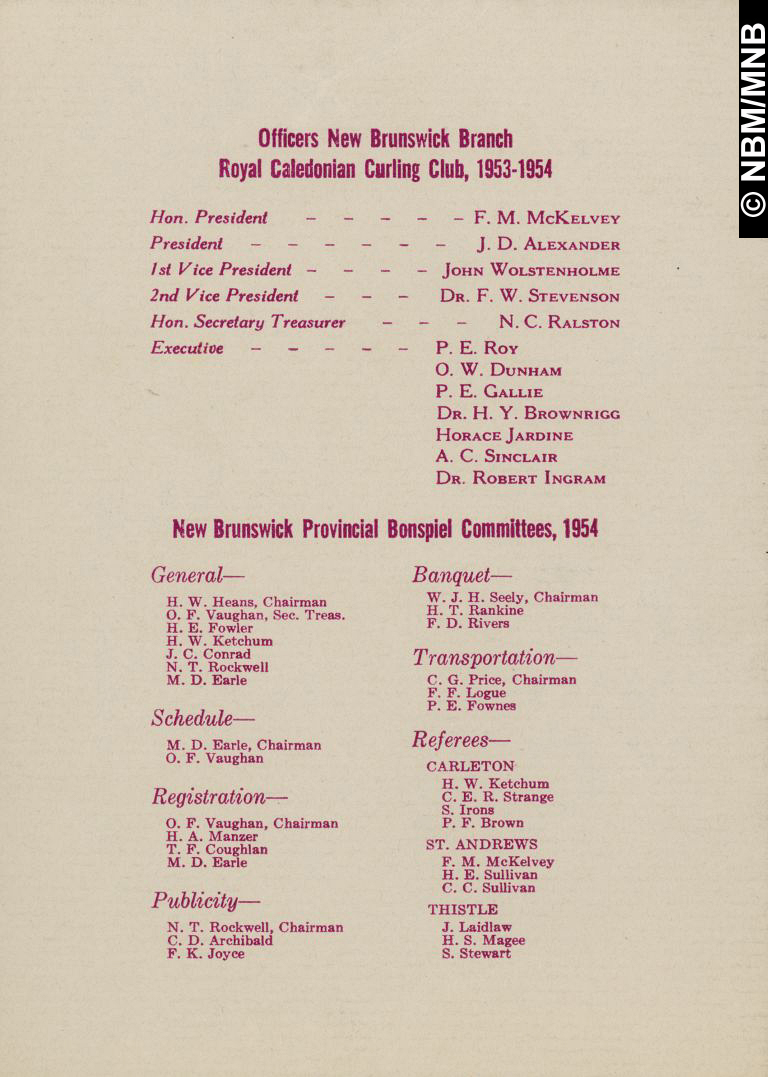 © NBM/MNB
Officers New Brunswick Branch
Royal Caledonian Curling Club, 1953-1954
Hon. President - - - - - F. M. McKelvey
President - - - - - - J. D. Alexander
1st Vice President - - - - John Wolstenholme
2nd Vice President - - - Dr. F. W. Stevenson
Hon. Secretary Treasurer - - - N. C. Ralston
Executive - - - - - P. E. Roy
O. W. Dunham
P. E. Gallie
Dr. H. Y. Brownrigg
Horace Jardine
A. C. Sinclair
Dr. Robert Ingram
New Brunswick Provincial Bonspiel Committees, 1954
General—
H. W. Heans, Chairman
O. F. Vaughan, Sec. Treas.
H. E. Fowler
H. W. Ketchum
J. C. Conrad
N. T. Rockwell
M. D. Earle
Schedule—
M. D. Earle, Chairman
O. F. Vaughan
Registration—
O. F. Vaughan, Chairman
H. A. Manzer
T. F. Coughlan
M. D. Earle
Publicity—
N. T. Rockwell, Chairman
C. D. Archibald
F. K. Joyce
Banquet—
W. J. H. Seely, Chairman
H. T. Rankine
F. D. Rivers
Transportation—
C. G. Price, Chairman
F. F. Logue
P. E. Fownes
Referees—
CARLETON
H. W. Ketchum
C. E. R. Strange
S. Irons
P. F. Brown
ST. ANDREWS
F. M. McKelvey
H. E. Sullivan
C. C. Sullivan
THISTLE
J. Laidlaw
H. S. Magee
S. Stewart